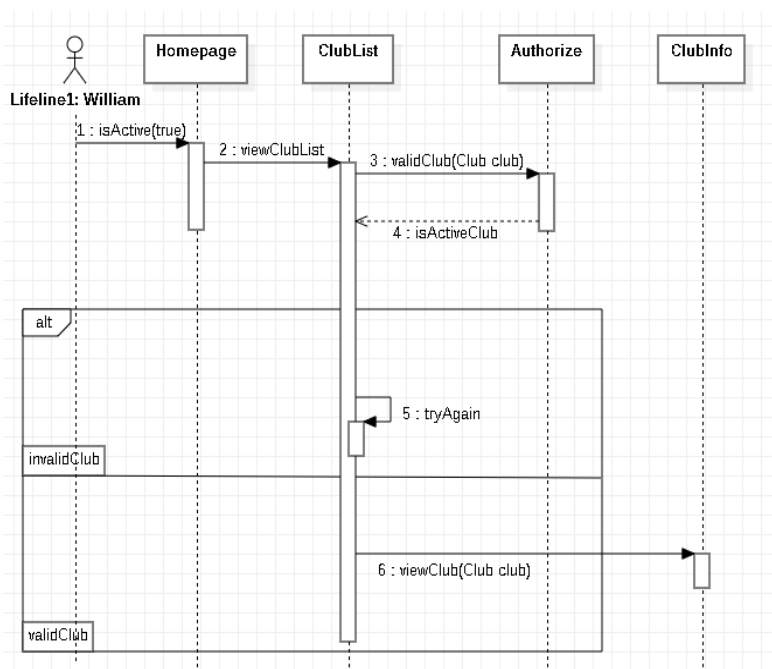 Homepage
ClubList
Authorize
ClubInfo
Lifeline1: William
1 : isActive(true)
2 : viewClubList
3 : validClub(Club club)
4 : isActiveClub
alt
5 : tryAgain
invalidClub
6 : viewClub(Club club)
validClub